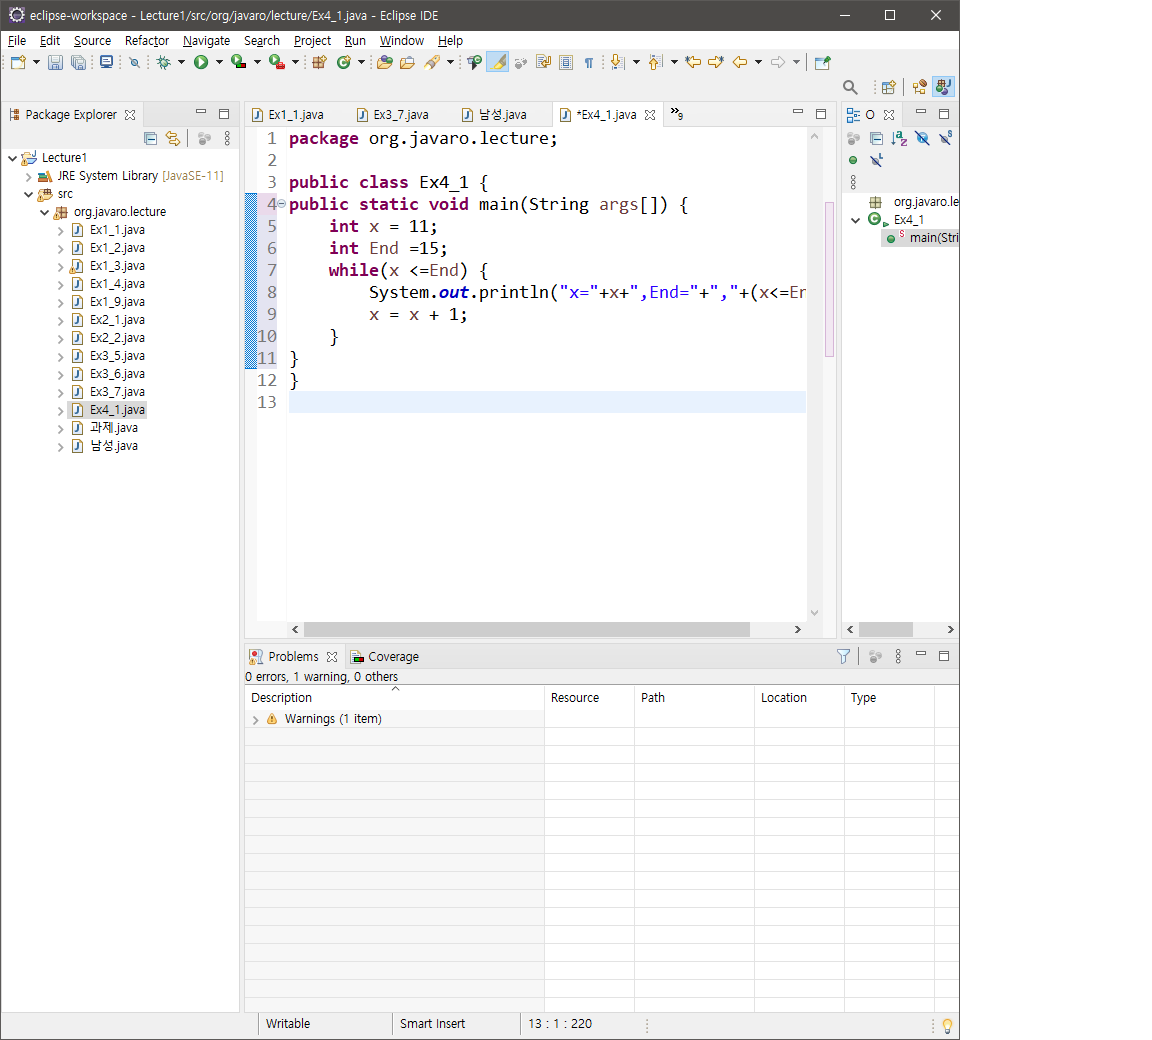 eclipse-workspace - Lecture1/src/org/javaro/lecture/Ex4_1.java - Eclipse IDE
File Edit Source Refactor Navigate Search Project Run Window Help
Package Explorer
Lecture1
JRE System Library [JavaSE-11]
src
org.javaro.lecture
Ex1_1.java
Ex1_2.java
Ex1_3.java
Ex1_4.java
Ex1_9.java
Ex2_1.java
Ex2_2.java
Ex3_5.java
Ex3_6.java
Ex3_7.java
Ex4_1.java
과제.java
남성.java
Ex1_1.java Ex3_7.java 남성.java *Ex4_1.java »9
1 package org.javaro.lecture;
2
3 public class Ex4_1 {
4 public static void main(String args[]) {
5 int x = 11;
6 int End =15;
7 while(x <=End) {
8 System.out.println("x="+x+",End="+","+(x<=En
9 x = x + 1;
10 }
11 }
12 }
13
O
org.javaro.le
Ex4_1
main(Stri
Problems Coverage
0 errors, 1 warning, 0 others
Description Resource Path Location Type
Warnings (1 item)
Writable Smart Insert 13 : 1 : 220